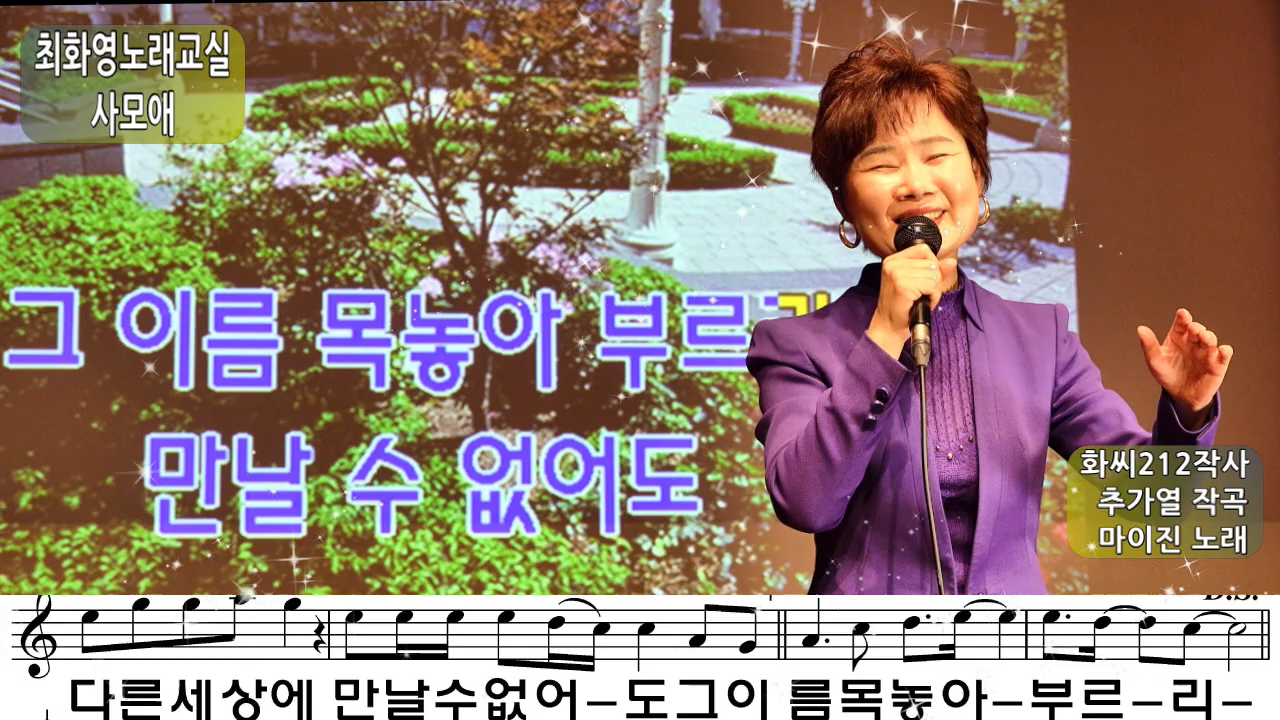 최화영노래교실
사모애
그 이름 목놓아 부르리
만날 수 없어도
화씨212작사
추가열 작곡
마이진 노래
D.S.
다른세상에 만날수없어–도그이 름목놓아–부르–리–